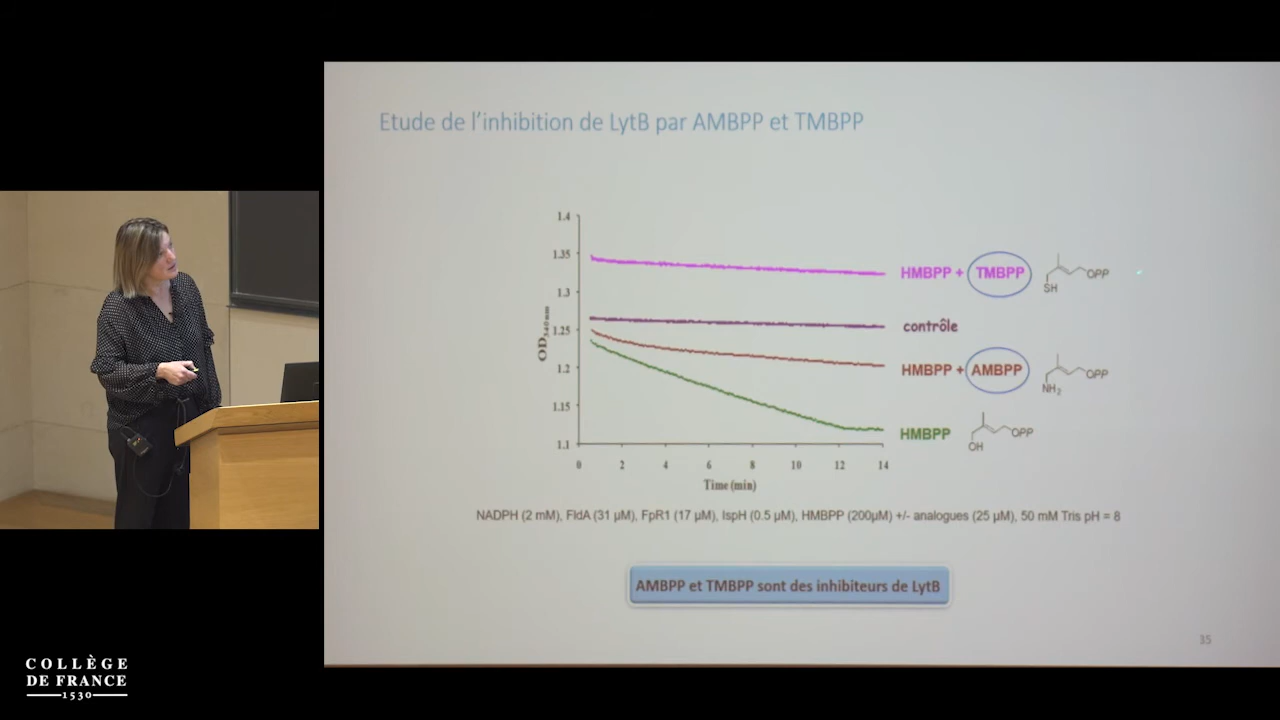 Etude de l'inhibition de LytB par AMBPP et TMBPP
1.4
1.35
1.3
1.25
1.2
1.15
1.1
OD340 nm
0 2 4 6 8 10 12 14
Time (min)
HMBPP + TMBPP
SH
OPP
contrôle
HMBPP + AMBPP
NH2
OPP
HMBPP
OH
OPP
NADPH (2 mM), FldA (31 µM), FpR1 (17 µM), IspH (0.5 µM), HMBPP (200µM) +/- analogues (25 µM), 50 mM Tris pH = 8
AMBPP et TMBPP sont des inhibiteurs de LytB
35
COLLÈGE
DE FRANCE
1530